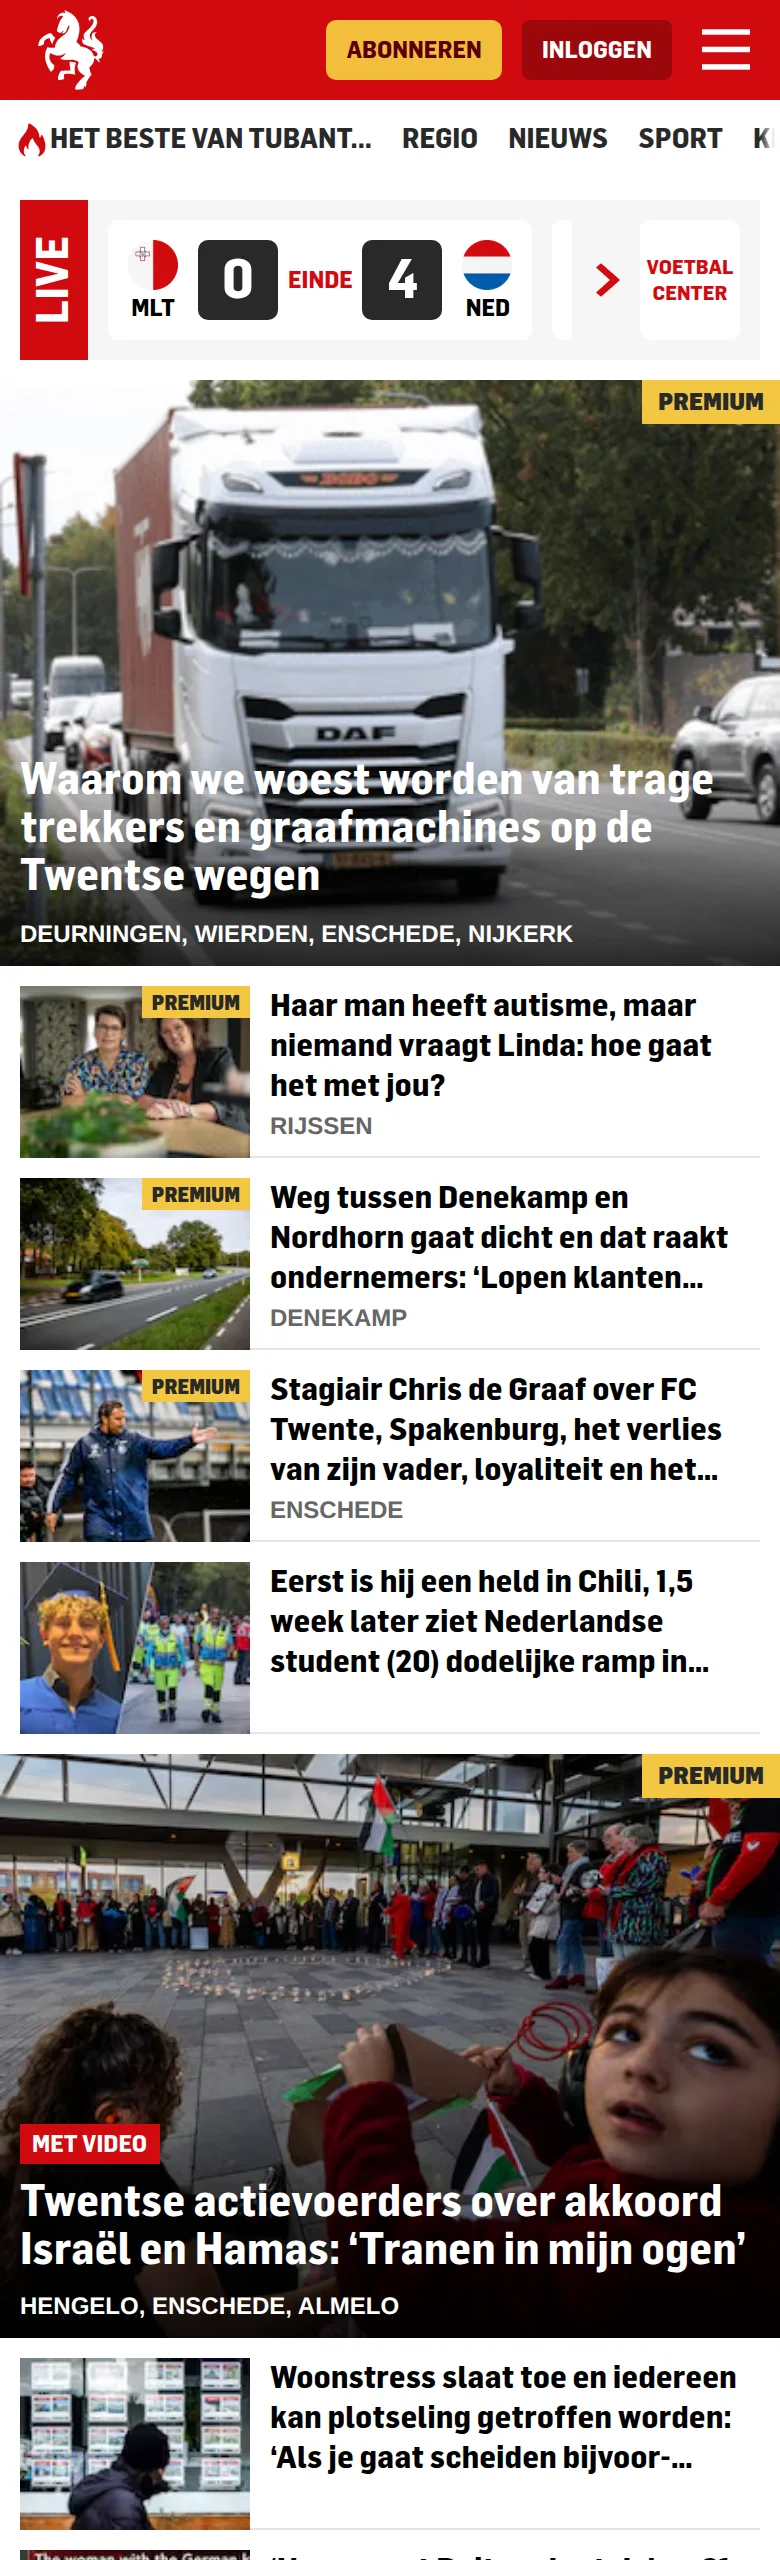 ABONNEREN
INLOGGEN
HET BESTE VAN TUBANT...
REGIO
NIEUWS
SPORT
LIVE
MLT
0
EINDE
4
NED
VOETBAL
CENTER
PREMIUM
DAF
Waarom we woest worden van trage
trekkers en graafmachines op de
Twentse wegen
DEURNINGEN, WIERDEN, ENSCHEDE, NIJKERK
PREMIUM
Haar man heeft autisme, maar
niemand vraagt Linda: hoe gaat
het met jou?
RIJSSEN
PREMIUM
Weg tussen Denekamp en
Nordhorn gaat dicht en dat raakt
ondernemers: ‘Lopen klanten...
DENEKAMP
PREMIUM
Stagiair Chris de Graaf over FC
Twente, Spakenburg, het verlies
van zijn vader, loyaliteit en het...
ENSCHEDE
Eerst is hij een held in Chili, 1,5
week later ziet Nederlandse
student (20) dodelijke ramp in...
PREMIUM
MET VIDEO
Twentse actievoerders over akkoord
Israël en Hamas: ‘Tranen in mijn ogen’
HENGELO, ENSCHEDE, ALMELO
Woonstress slaat toe en iedereen
kan plotseling getroffen worden:
‘Als je gaat scheiden bijvoor-...
The woman with the German